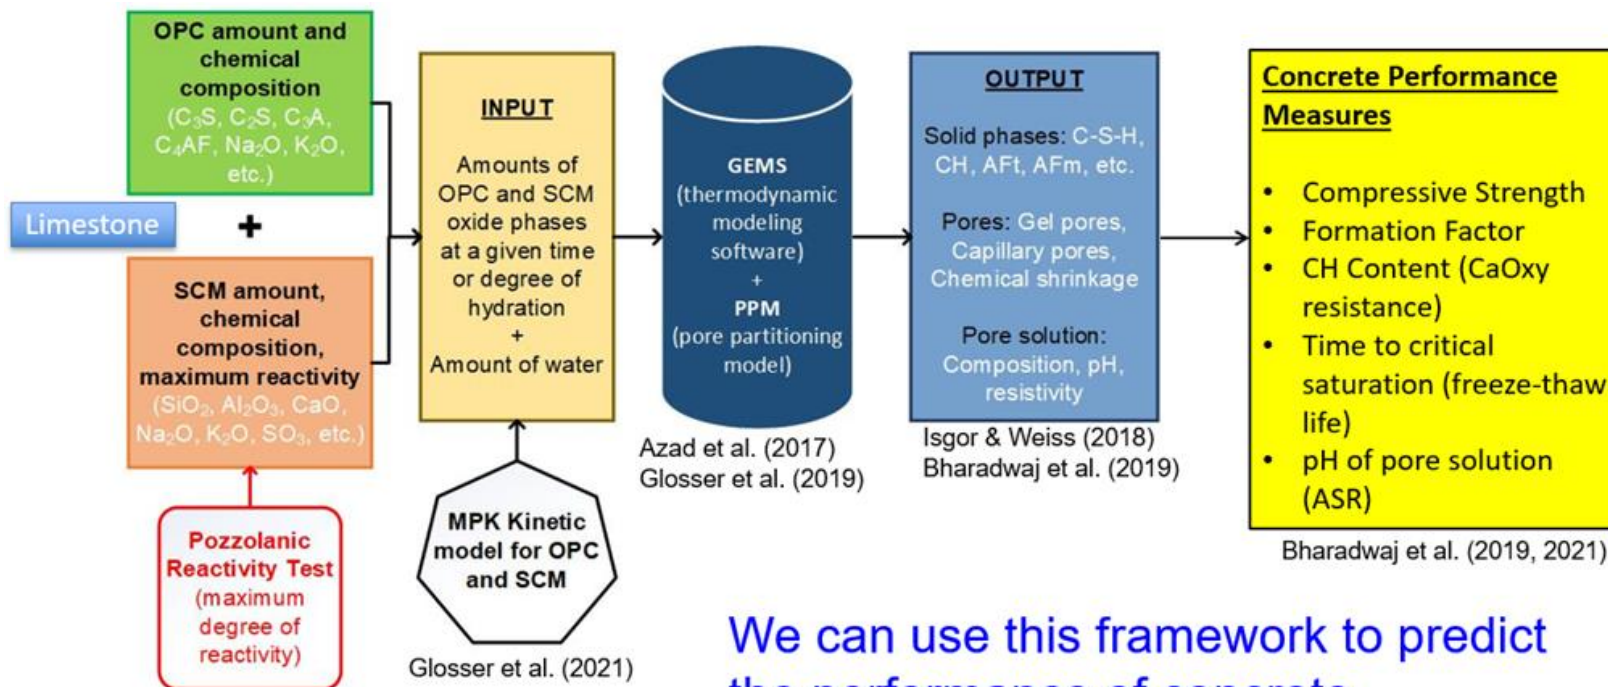 OPC amount and
chemical
composition
(C₃S, C₂S, C₃A,
C₄AF, Na₂O, K₂O,
etc.)
Limestone
+
SCM amount,
chemical
composition,
maximum reactivity
(SiO₂, Al₂O₃, CaO,
Na₂O, K₂O, SO₃, etc.)
Pozzolanic
Reactivity Test
(maximum
degree of
reactivity)
INPUT
Amounts of
OPC and SCM
oxide phases
at a given time
or degree of
hydration
+
Amount of water
MPK Kinetic
model for OPC
and SCM
Glosser et al. (2021)
GEMS
(thermodynamic
modeling
software)
+
PPM
(pore partitioning
model)
Azad et al. (2017)
Glosser et al. (2019)
OUTPUT
Solid phases: C-S-H,
CH, AFt, AFm, etc.
Pores: Gel pores,
Capillary pores,
Chemical shrinkage
Pore solution:
Composition, pH,
resistivity
Isgor & Weiss (2018)
Bharadwaj et al. (2019)
Concrete Performance
Measures
• Compressive Strength
• Formation Factor
• CH Content (CaOxy
resistance)
• Time to critical
saturation (freeze-thaw
life)
• pH of pore solution
(ASR)
Bharadwaj et al. (2019, 2021)
We can use this framework to predict
the performance of concrete